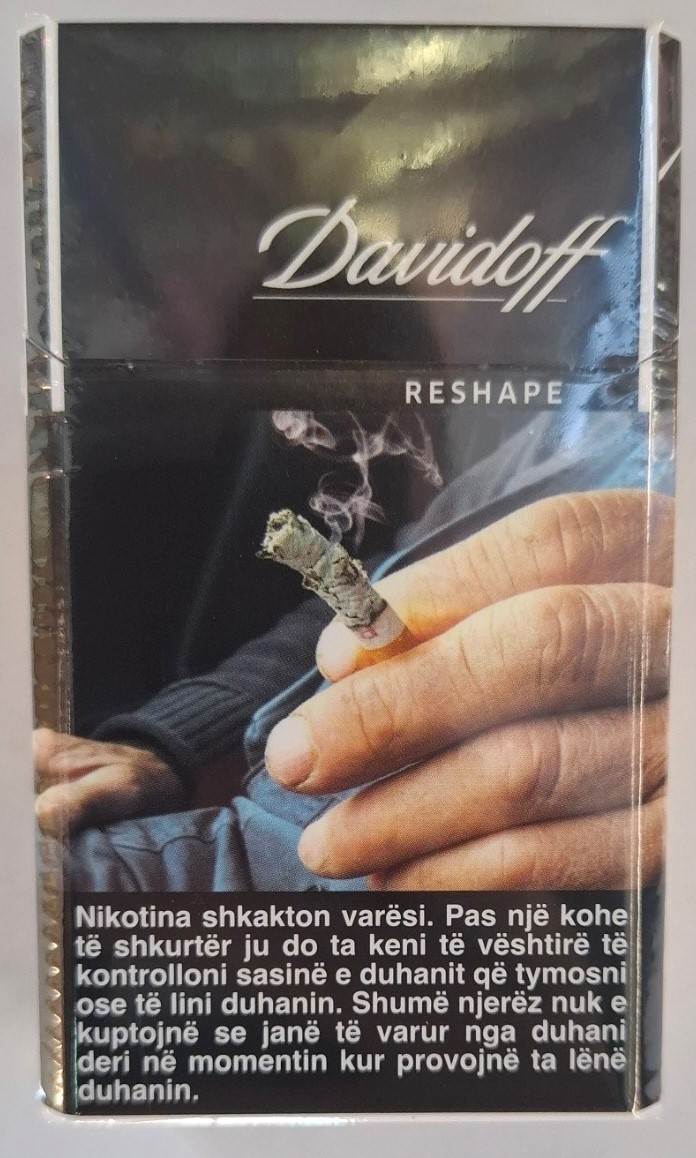 Davidoff
RESHAPE
Nikotina shkakton varësi. Pas një kohe
të shkurtër ju do ta keni të vështirë të
kontrolloni sasinë e duhanit që tymosni
ose të lini duhanin. Shumë njerëz nuk e
kuptojnë se janë të varur nga duhani
deri në momentin kur provojnë ta lënë
duhanin.